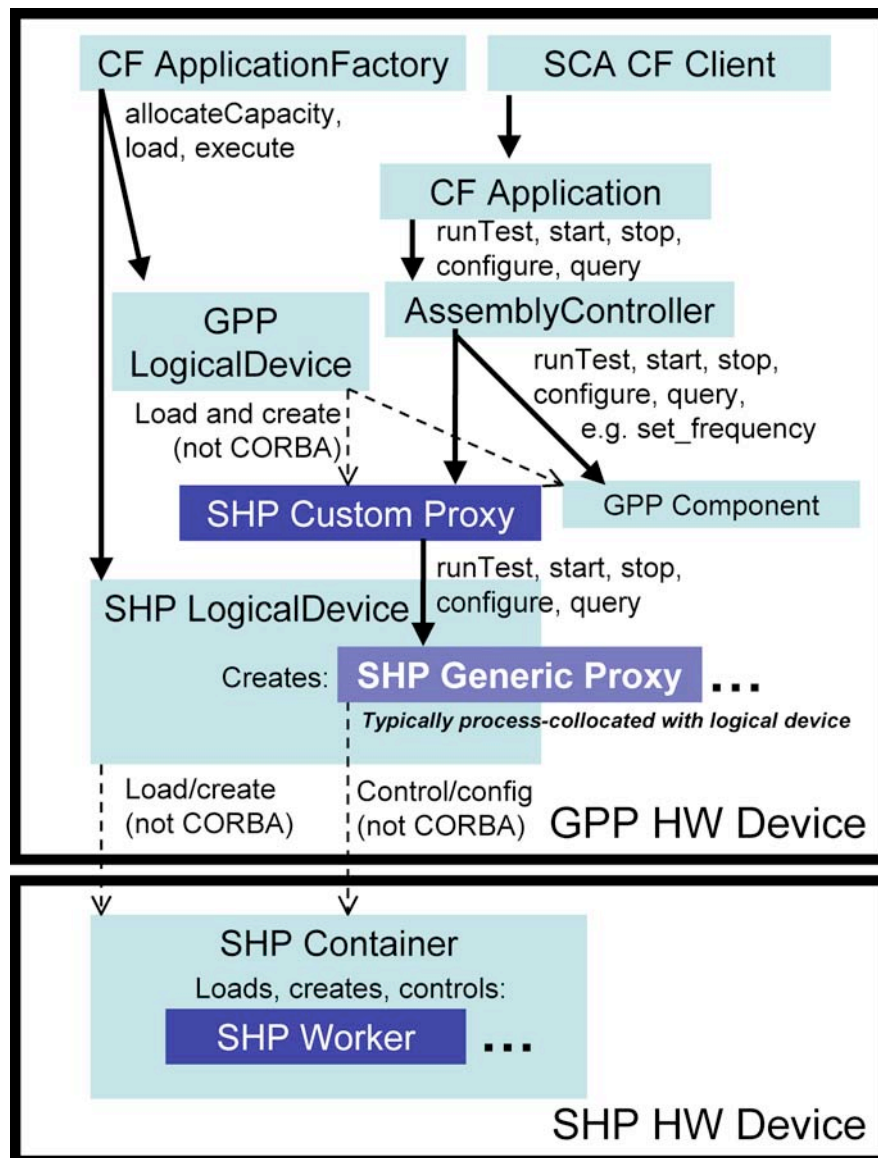 CF ApplicationFactory
SCA CF Client
allocateCapacity,
load, execute
CF Application
runTest, start, stop,
configure, query
GPP
LogicalDevice
AssemblyController
runTest, start, stop,
configure, query,
e.g. set_frequency
Load and create
(not CORBA)
SHP Custom Proxy
GPP Component
runTest, start, stop,
configure, query
SHP LogicalDevice
Creates:
SHP Generic Proxy
...
Typically process-collocated with logical device
Load/create
(not CORBA)
Control/config
(not CORBA)
GPP HW Device
SHP Container
Loads, creates, controls:
SHP Worker
...
SHP HW Device